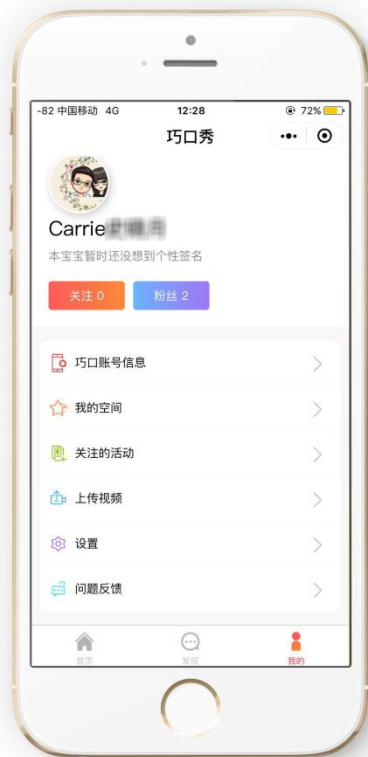 -82 中国移动 4G 12:28 72%
巧口秀
Carrie
本宝宝暂时还没想到个性签名
关注 0 粉丝 2
巧口账号信息
我的空间
关注的活动
上传视频
设置
问题反馈
首页 发现 我的